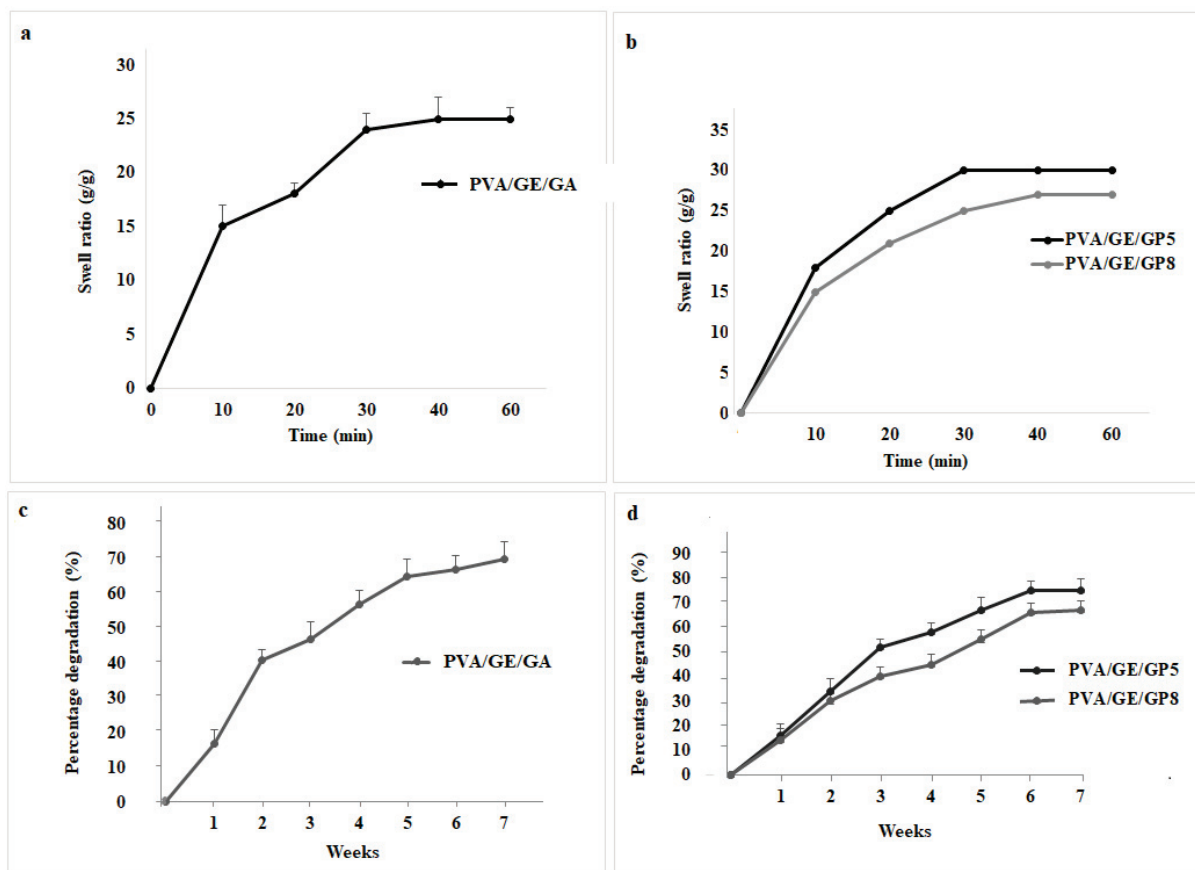 a
30
25
20
15
10
5
0
Swell ratio (g/g)
PVA/GE/GA
0 10 20 30 40 60
Time (min)
b
35
30
25
20
15
10
5
0
Swell ratio (g/g)
PVA/GE/GP5
PVA/GE/GP8
10 20 30 40 60
Time (min)
c
80
70
60
50
40
30
20
10
0
Percentage degradation (%)
PVA/GE/GA
1 2 3 4 5 6 7
Weeks
d
90
80
70
60
50
40
30
20
10
0
Percentage degradation (%)
PVA/GE/GP5
PVA/GE/GP8
1 2 3 4 5 6 7
Weeks